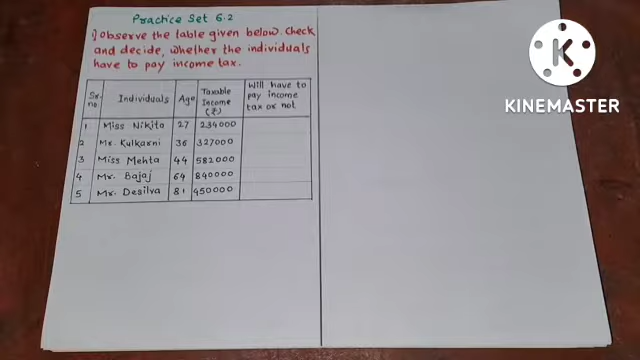 Practice Set 6.2
1) Observe the table given below. Check
and decide, whether the individuals
have to pay income tax.
Sr. no | Individuals | Age | Taxable Income (₹) | Will have to pay income tax or not
1 | Miss Nikita | 27 | 234000
2 | Mr. Kulkarni | 36 | 327000
3 | Miss Mehta | 44 | 582000
4 | Mr. Bajaj | 64 | 840000
5 | Mr. Desilva | 81 | 450000
K
KINEMASTER